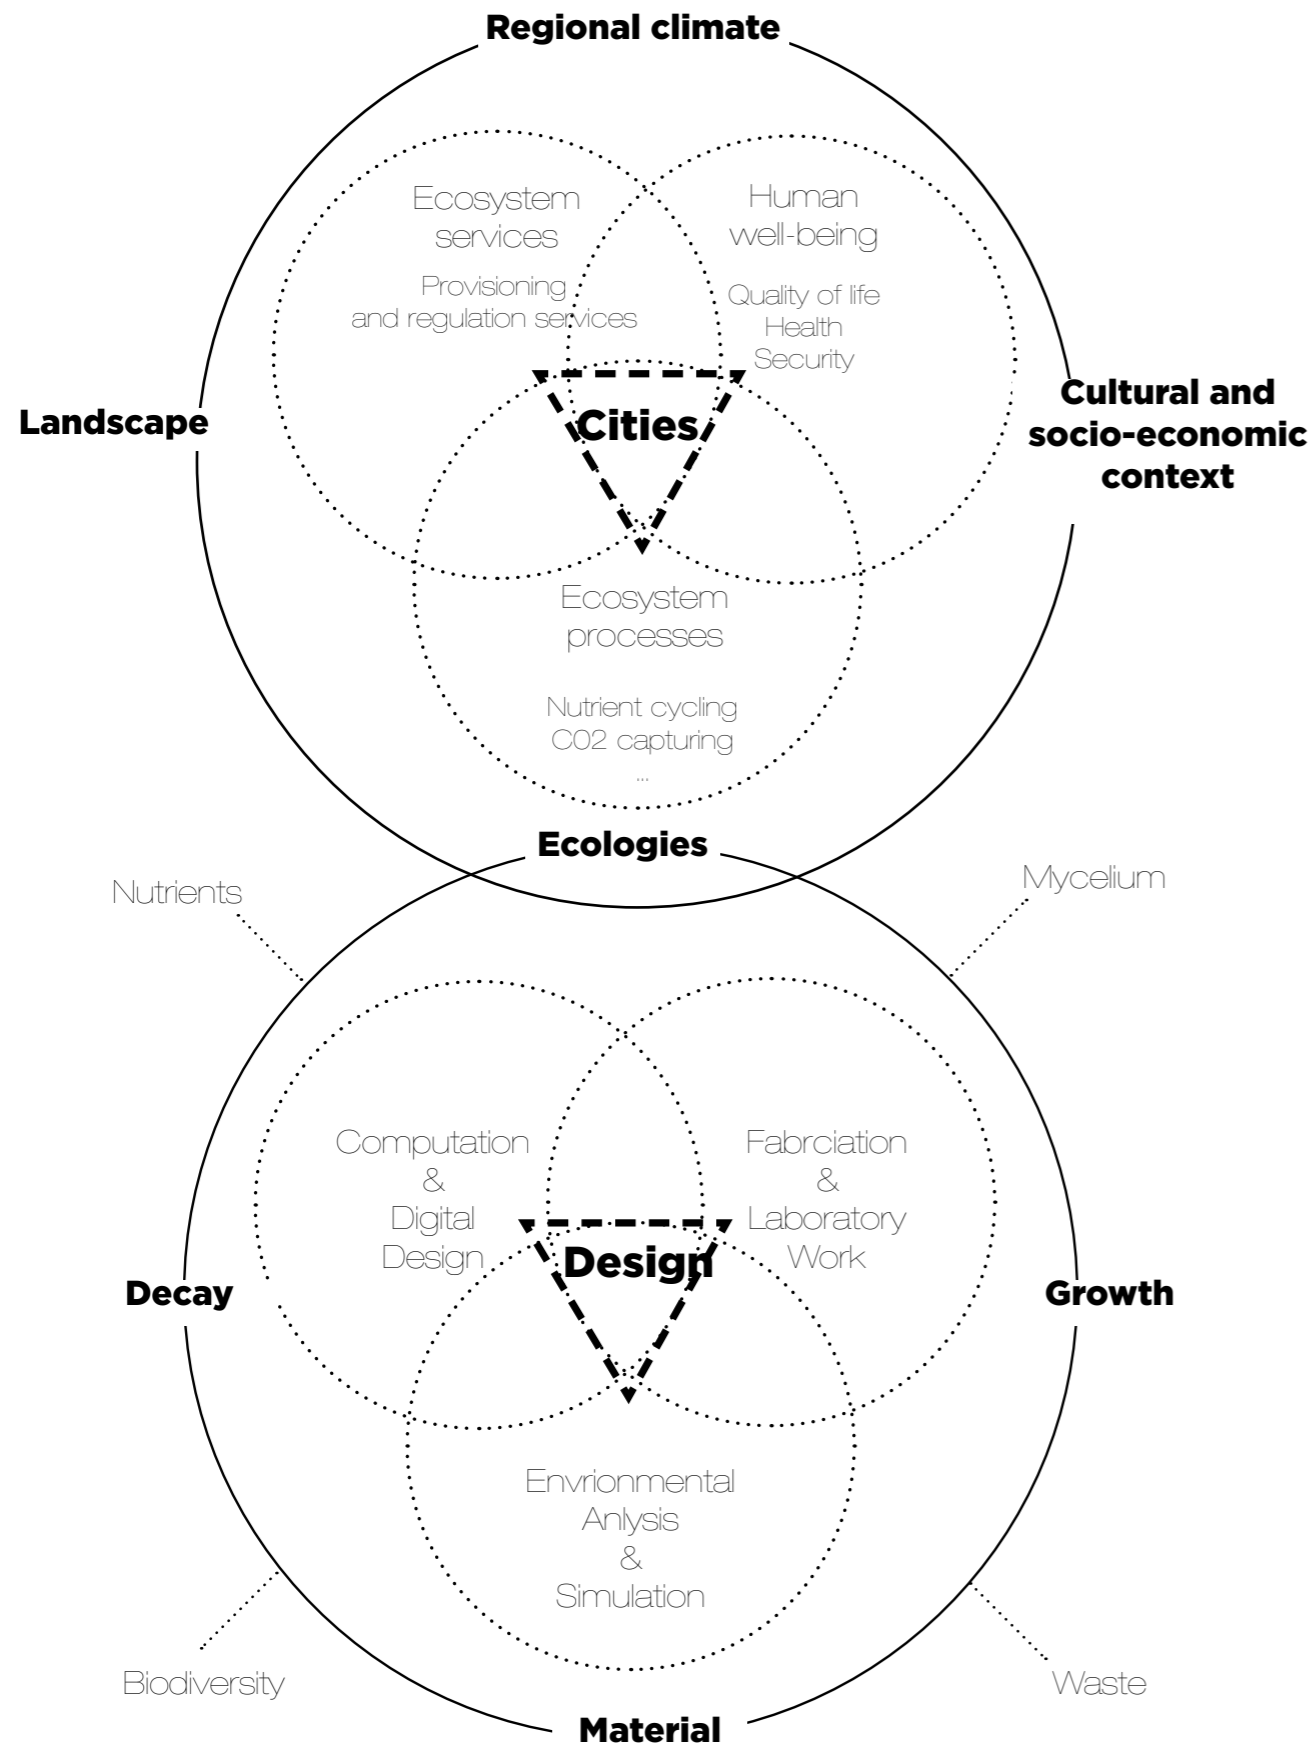 Regional climate
Ecosystem
services
Provisioning
and regulation services
Human
well-being
Quality of life
Health
Security
Landscape
Cities
Cultural and
socio-economic
context
Ecosystem
processes
Nutrient cycling
C02 capturing
...
Ecologies
Nutrients
Mycelium
Computation
&
Digital
Design
Fabrciation
&
Laboratory
Work
Design
Decay
Growth
Envrionmental
Anlysis
&
Simulation
Biodiversity
Waste
Material